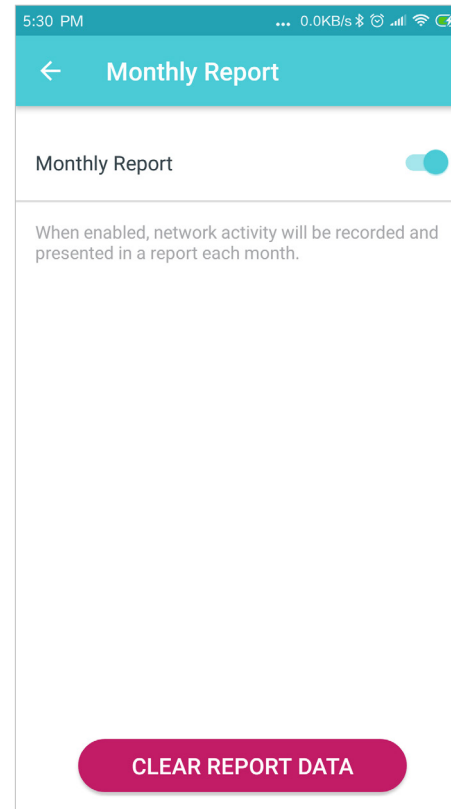 5:30 PM ... 0.0KB/s
Monthly Report
Monthly Report
When enabled, network activity will be recorded and
presented in a report each month.
CLEAR REPORT DATA